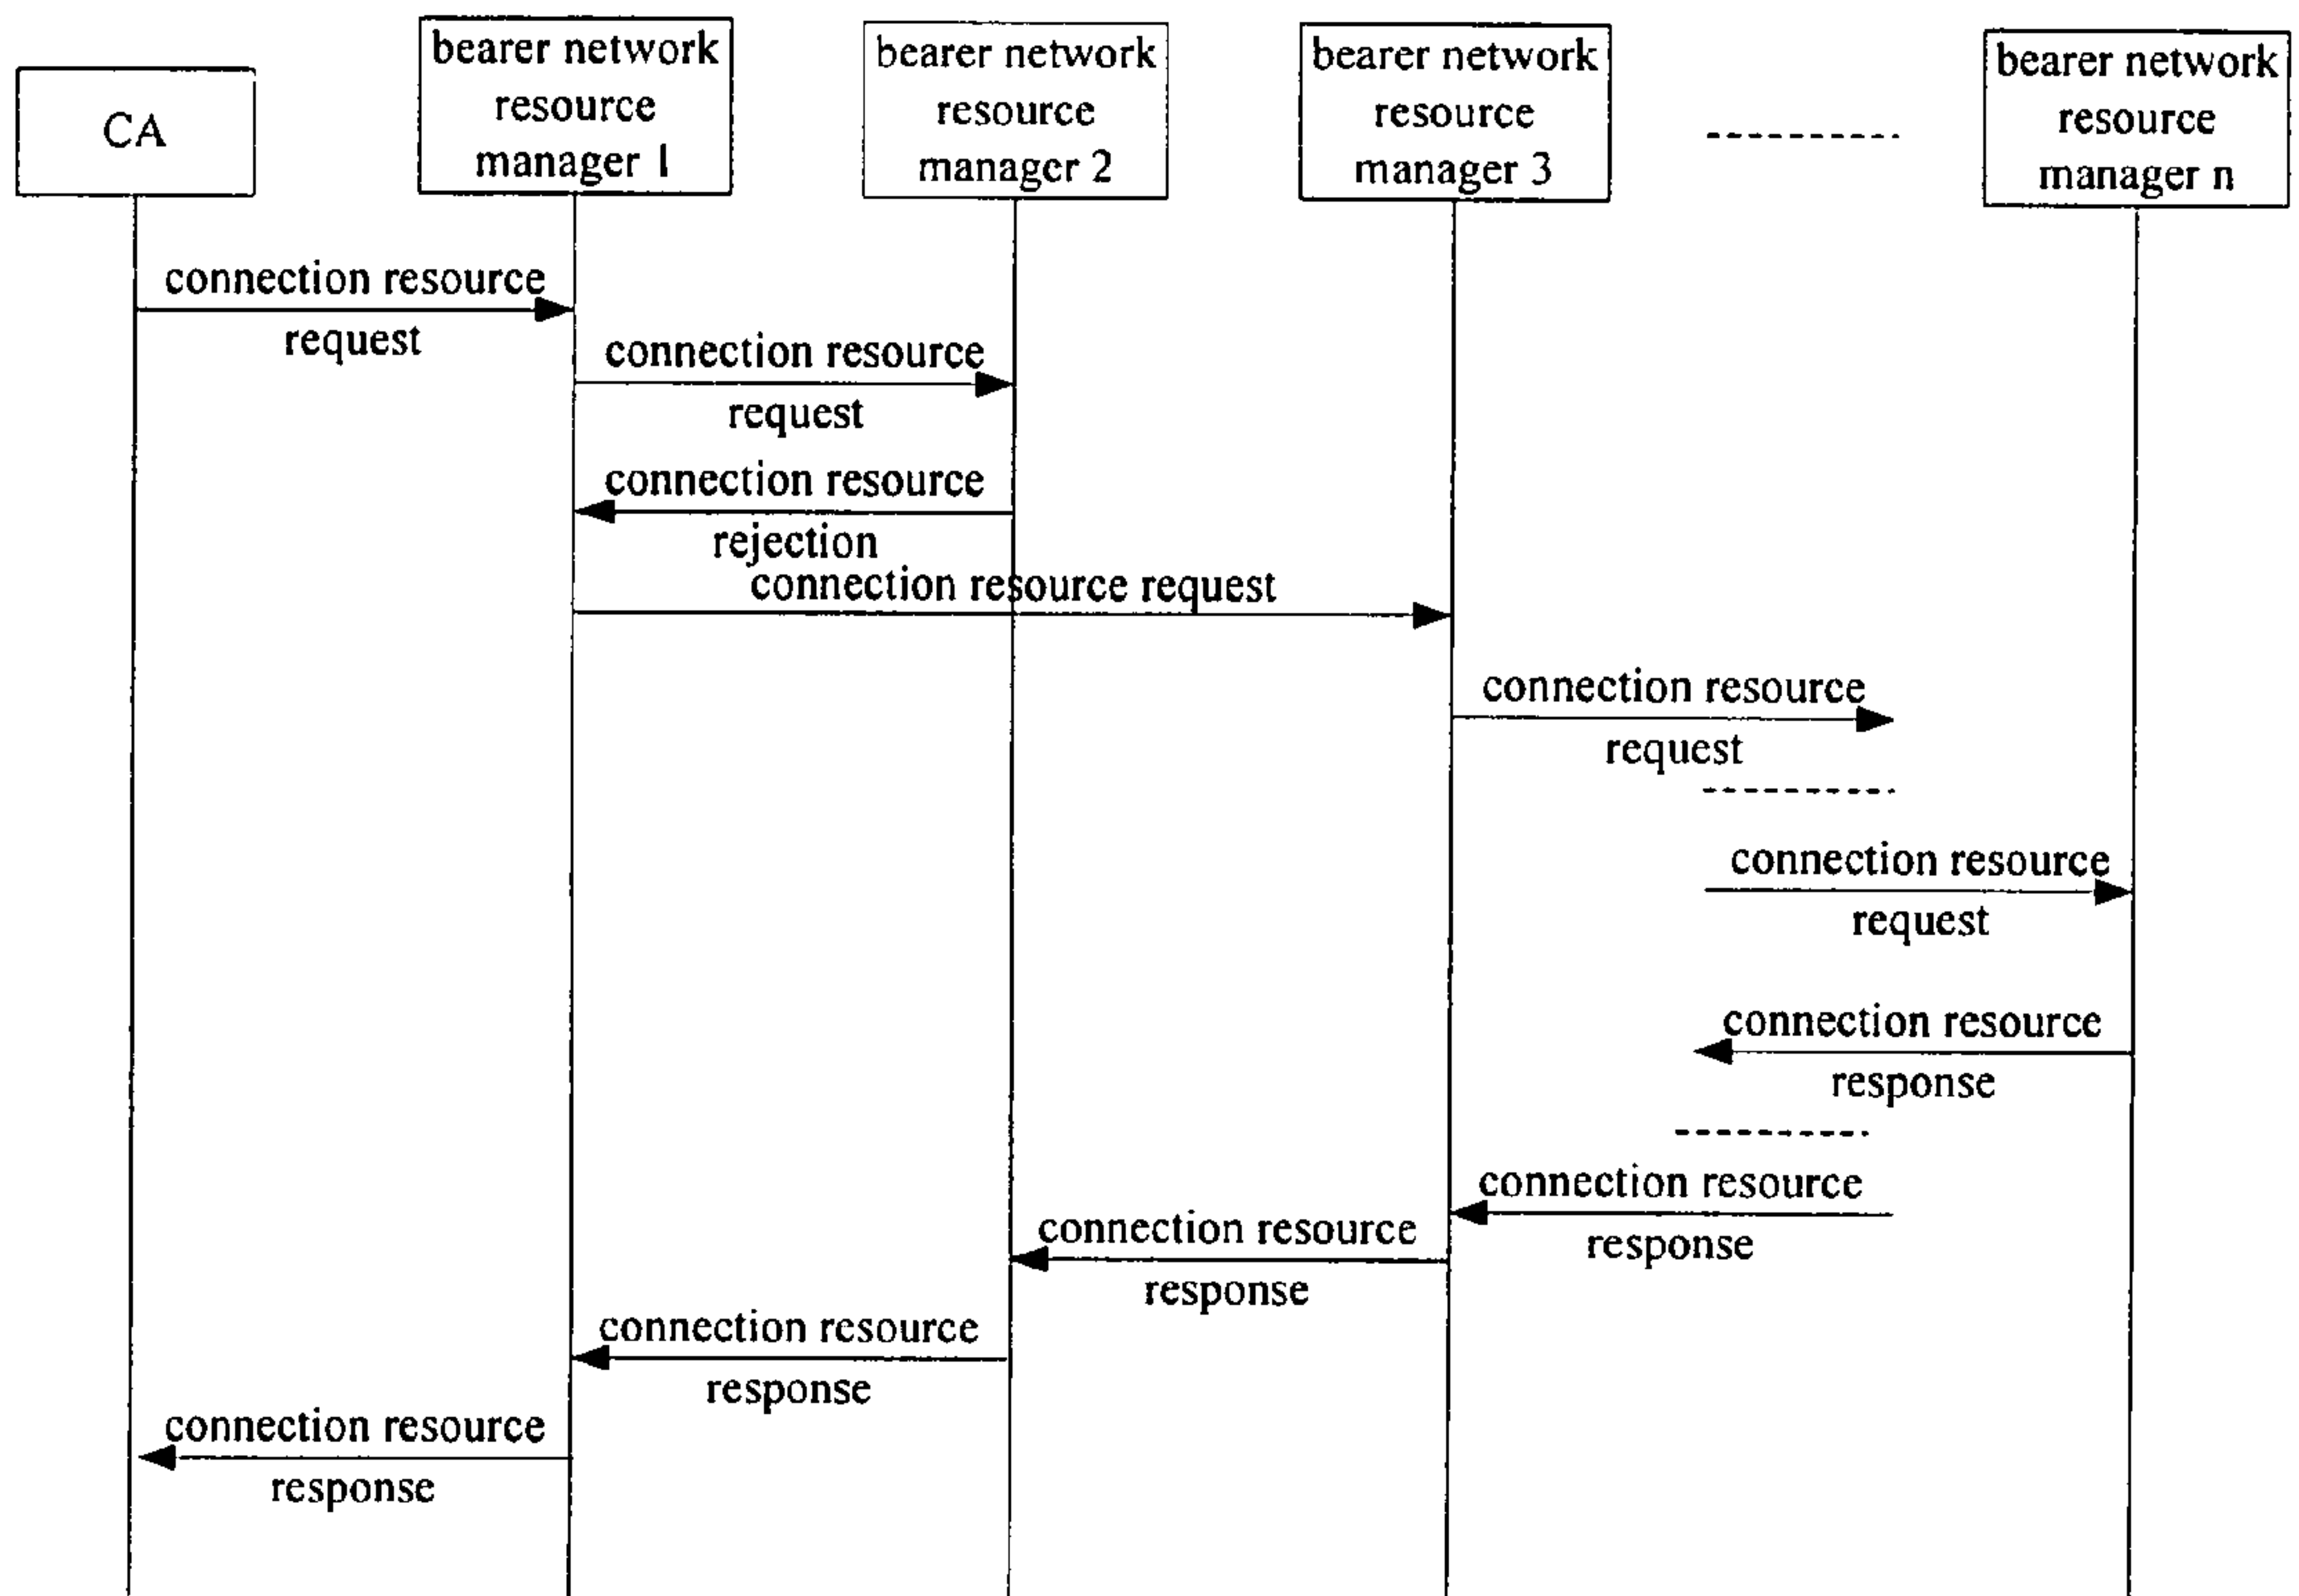 CA
bearer network
resource
manager 1
bearer network
resource
manager 2
bearer network
resource
manager 3
bearer network
resource
manager n
connection resource
request
connection resource
request
connection resource
rejection
connection resource request
connection resource
request
connection resource
request
connection resource
response
connection resource
response
connection resource
response
connection resource
response
connection resource
response